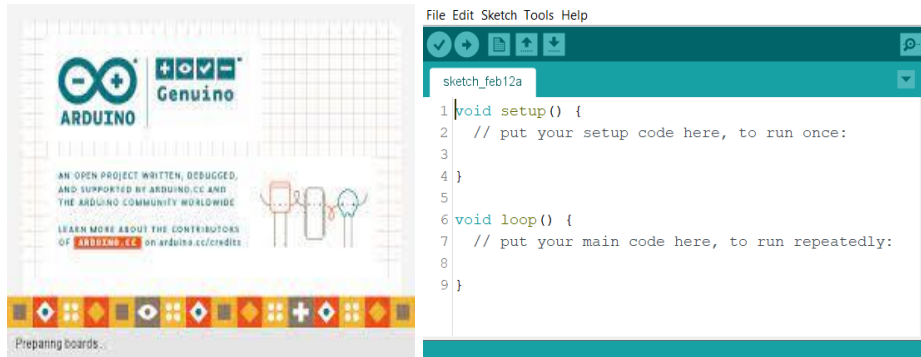 ARDUINO
Genuino
AN OPEN PROJECT WRITTEN, DEBUGGED,
AND SUPPORTED BY ARDUINO.CC AND
THE ARDUINO COMMUNITY WORLDWIDE
LEARN MORE ABOUT THE CONTRIBUTORS
OF ARDUINO.CC on arduino.cc/credits
Preparing boards...
File Edit Sketch Tools Help
sketch_feb12a
1 void setup() {
2 // put your setup code here, to run once:
3
4 }
5
6 void loop() {
7 // put your main code here, to run repeatedly:
8
9 }